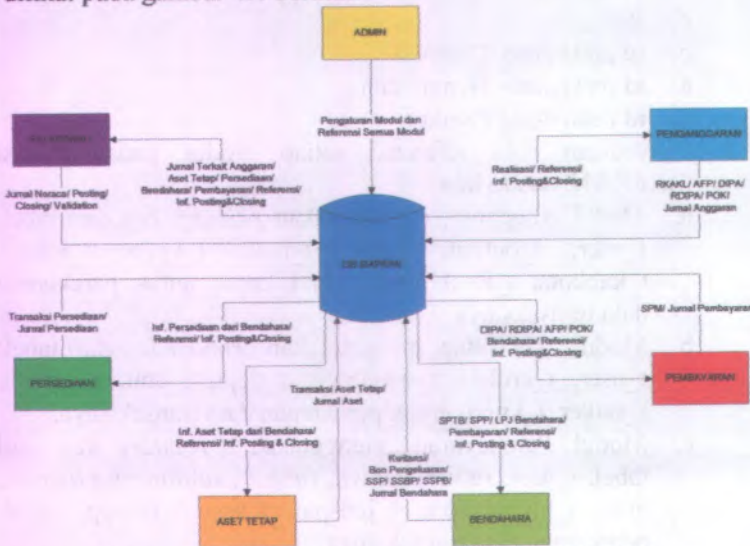 ADMIN
Pengaturan Modul dan
Referensi Semua Modul
PENGANGGARAN
Jurnal Terkait Anggaran/
Aset Tetap/ Persediaan/
Bendahara/ Pembayaran/ Referensi/
Inf. Posting&Closing
Realisasi/ Referensi/
Inf. Posting&Closing
Jurnal Neraca/ Posting/
Closing/ Validation
RKAKL/ AFP/ DIPA/
RDIPA/ POK/
Jurnal Anggaran
Transaksi Persediaan/
Jurnal Persediaan
Inf. Persediaan dari Bendahara/
Referensi/ Inf. Posting&Closing
DIPA/ RDIPA/ AFP/ POK/
Bendahara/ Referensi/
Inf. Posting&Closing
SPM/ Jurnal Pembayaran
PERSEDIAAN
PEMBAYARAN
Transaksi Aset Tetap/
Jurnal Aset
Inf. Aset Tetap dari Bendahara/
Referensi/ Inf. Posting & Closing
SPTB/ SPP/ LPJ Bendahara/
Pembayaran/ Referensi/
Inf. Posting & Closing
Kwitansi/
Bon Pengeluaran/
SSP/ SSBP/ SSPB/
Jurnal Bendahara
ASET TETAP
BENDAHARA